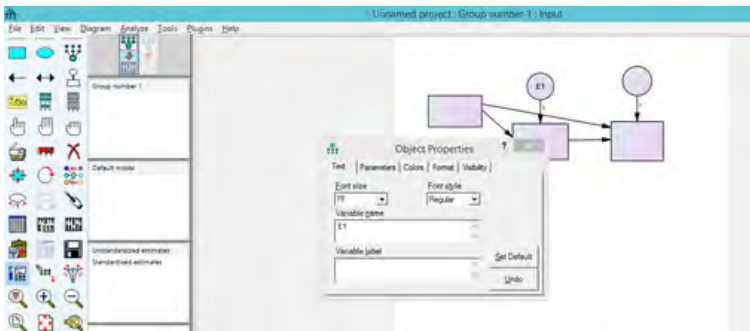 Unnamed project : Group number 1 : Input
File Edit View Diagram Analyze Tools Plugins Help
Title
Group number 1
Default model
Unstandardized estimates
Standardized estimates
E1
Object Properties ?
Text Parameters Colors Format Visibility
Font size Font style
Regular
Variable name
E1
Variable label
Set Default
Undo